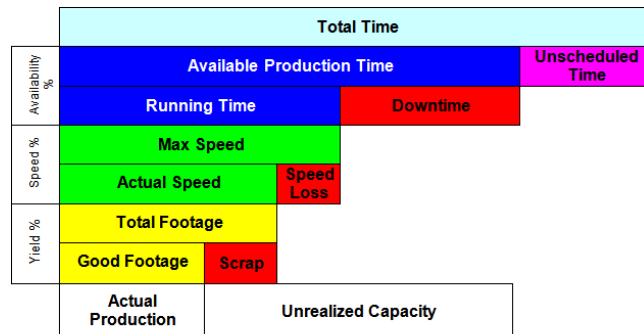 Total Time
Availability
%
Available Production Time
Unscheduled
Time
Running Time
Downtime
Speed %
Max Speed
Actual Speed
Speed
Loss
Yield %
Total Footage
Good Footage
Scrap
Actual
Production
Unrealized Capacity